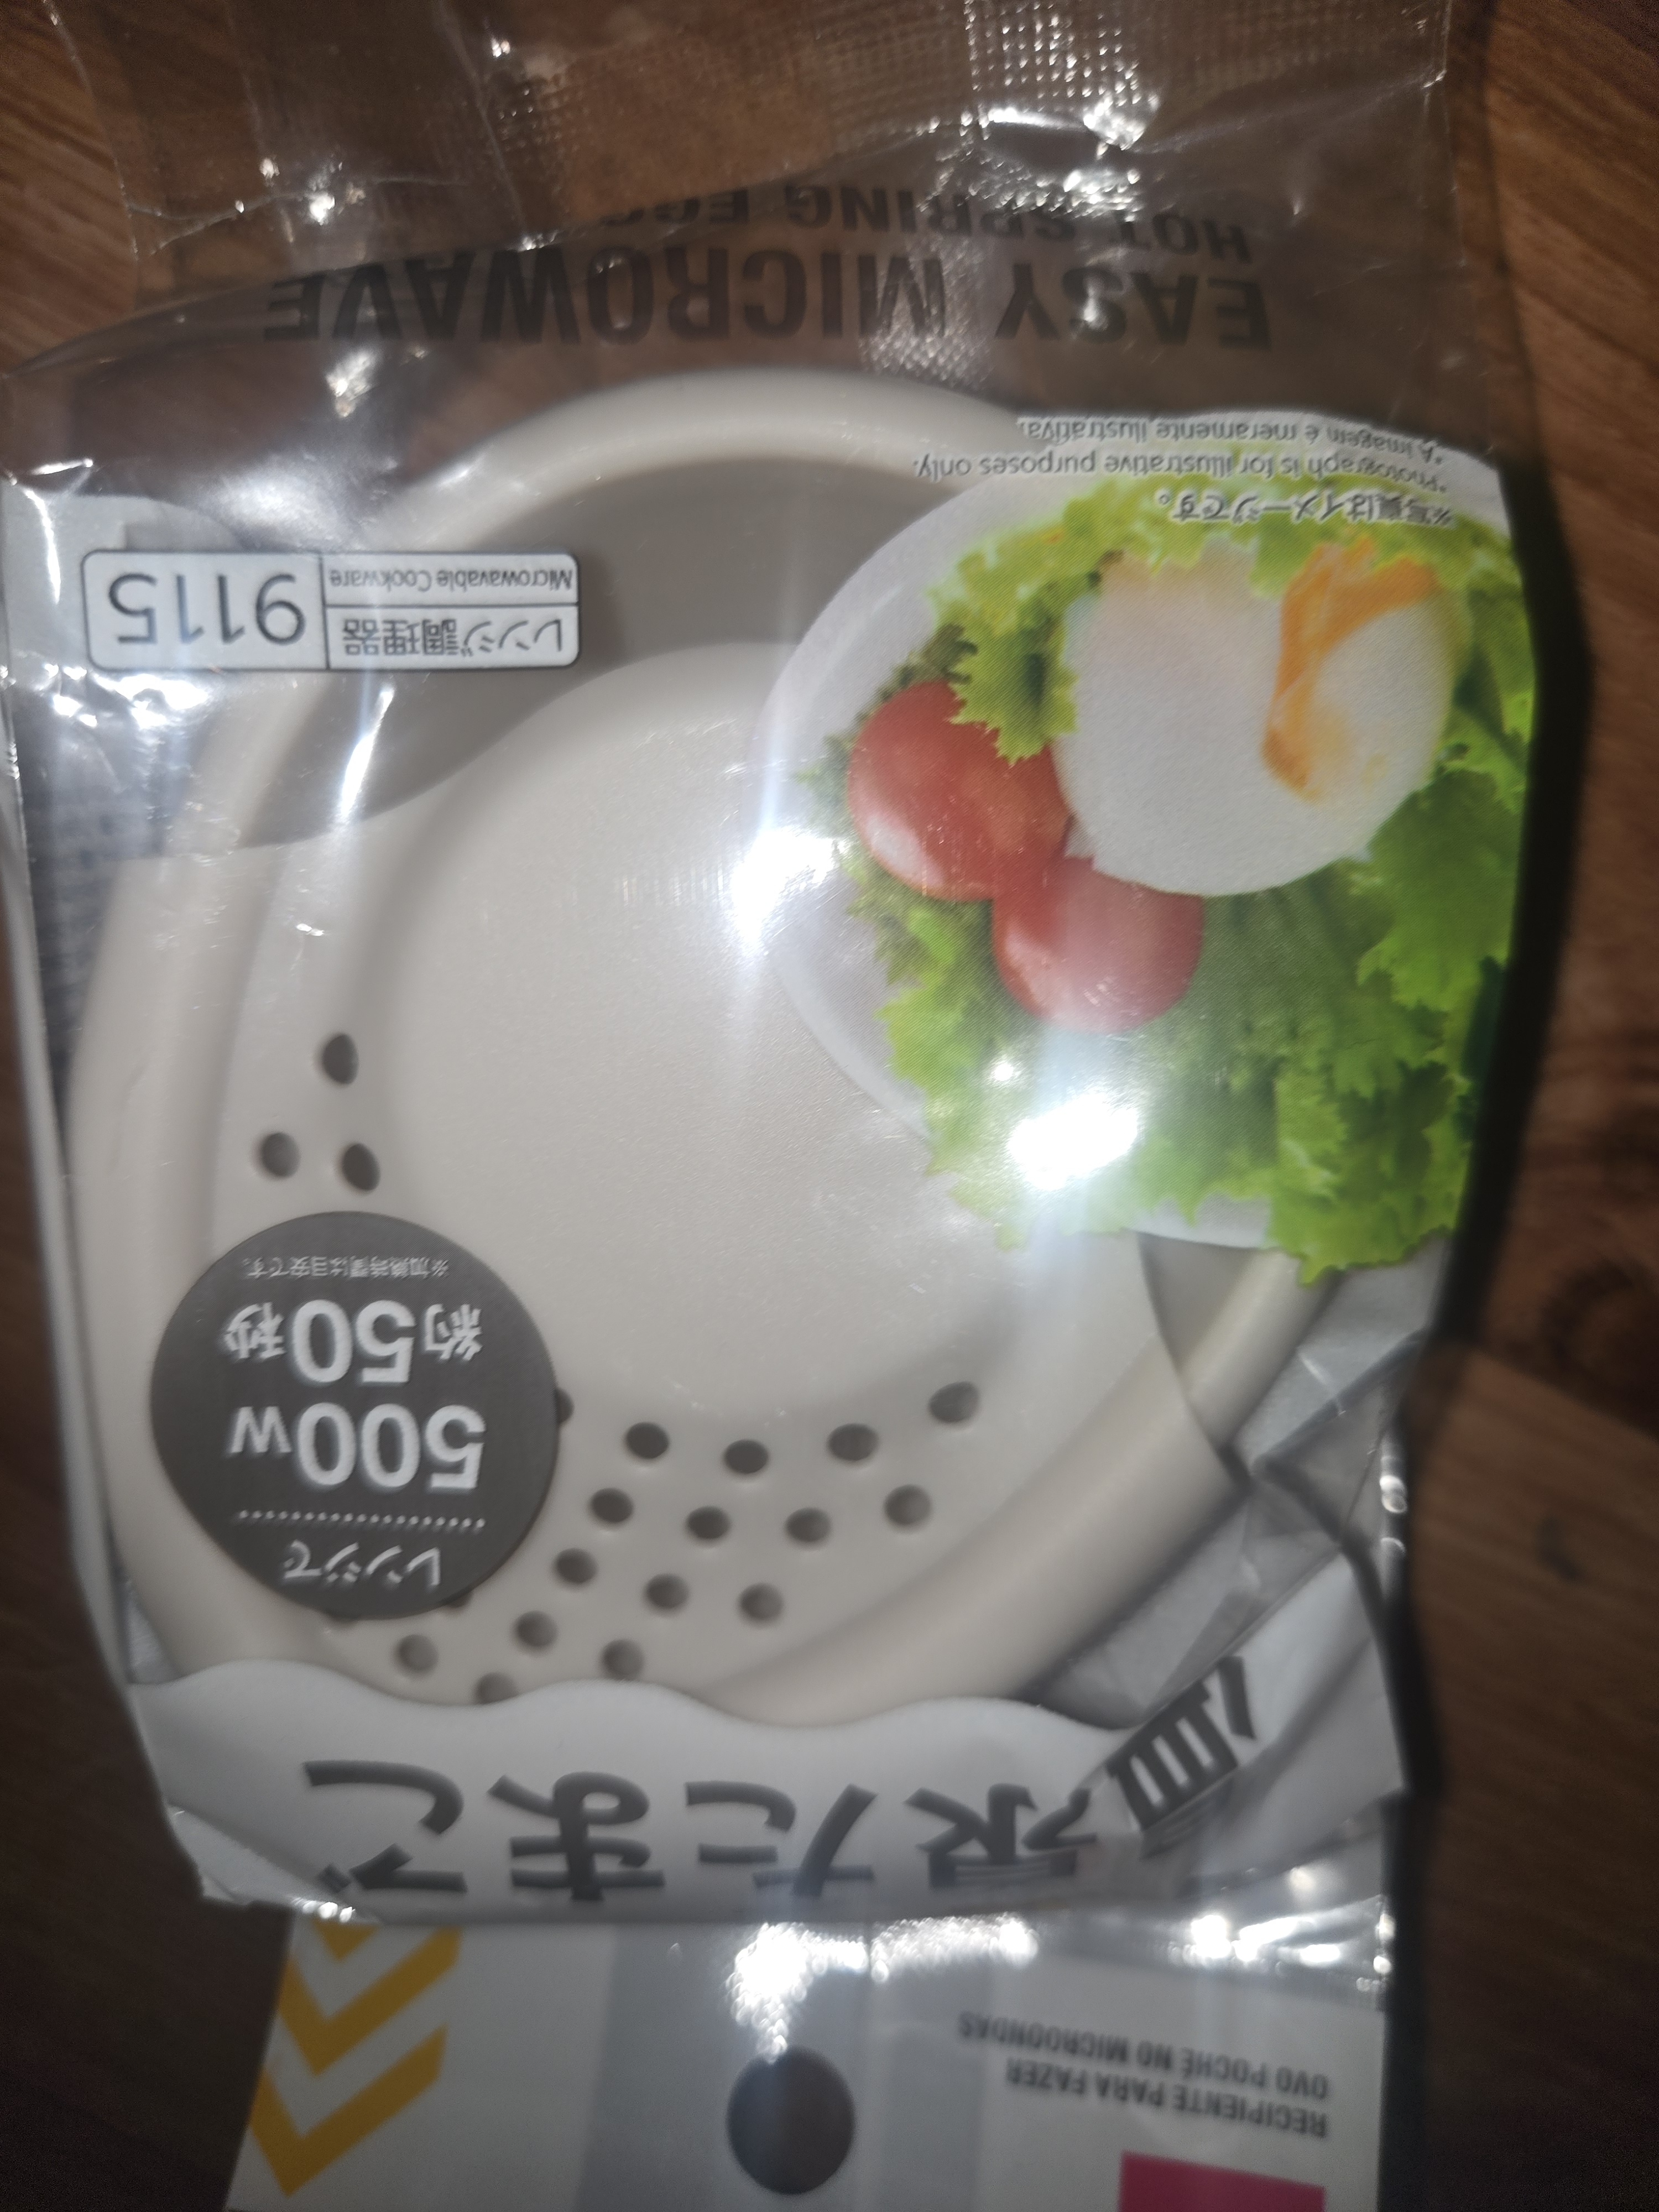 RECIPIENTE PARA FAZER
OVO POCHÉ NO MICROONDAS
温泉たまご
レンジで
500W
約50秒
※加熱時間は目安です。
レンジ調理器
Microwavable Cookware
9115
※写真はイメージです。
*Photograph is for illustrative purposes only.
*A imagem é meramente ilustrativa.
EASY MICROWAVE
HOT SPRING EGG